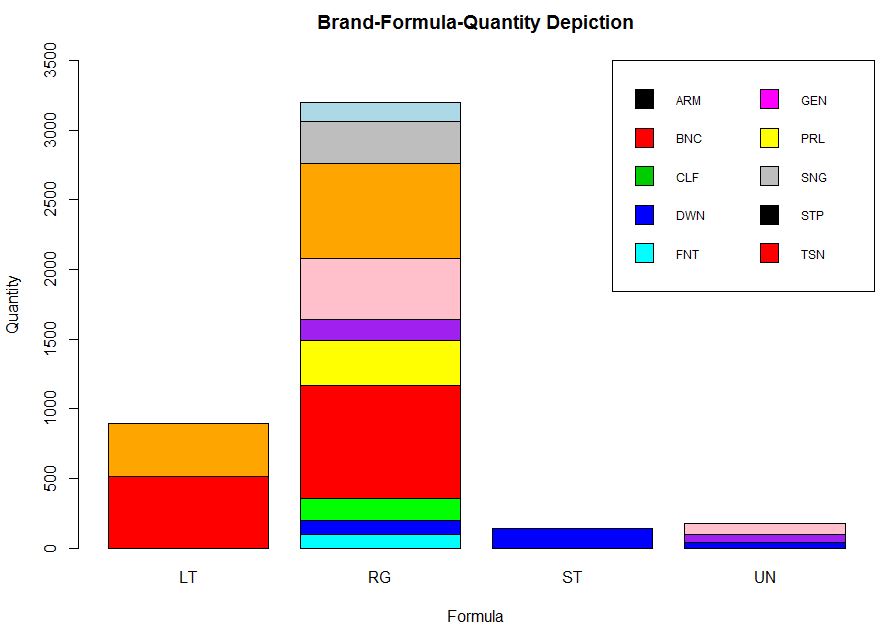 Brand-Formula-Quantity Depiction
Quantity
3500
3000
2500
2000
1500
1000
500
0
ARM
BNC
CLF
DWN
FNT
GEN
PRL
SNG
STP
TSN
LT RG ST UN
Formula